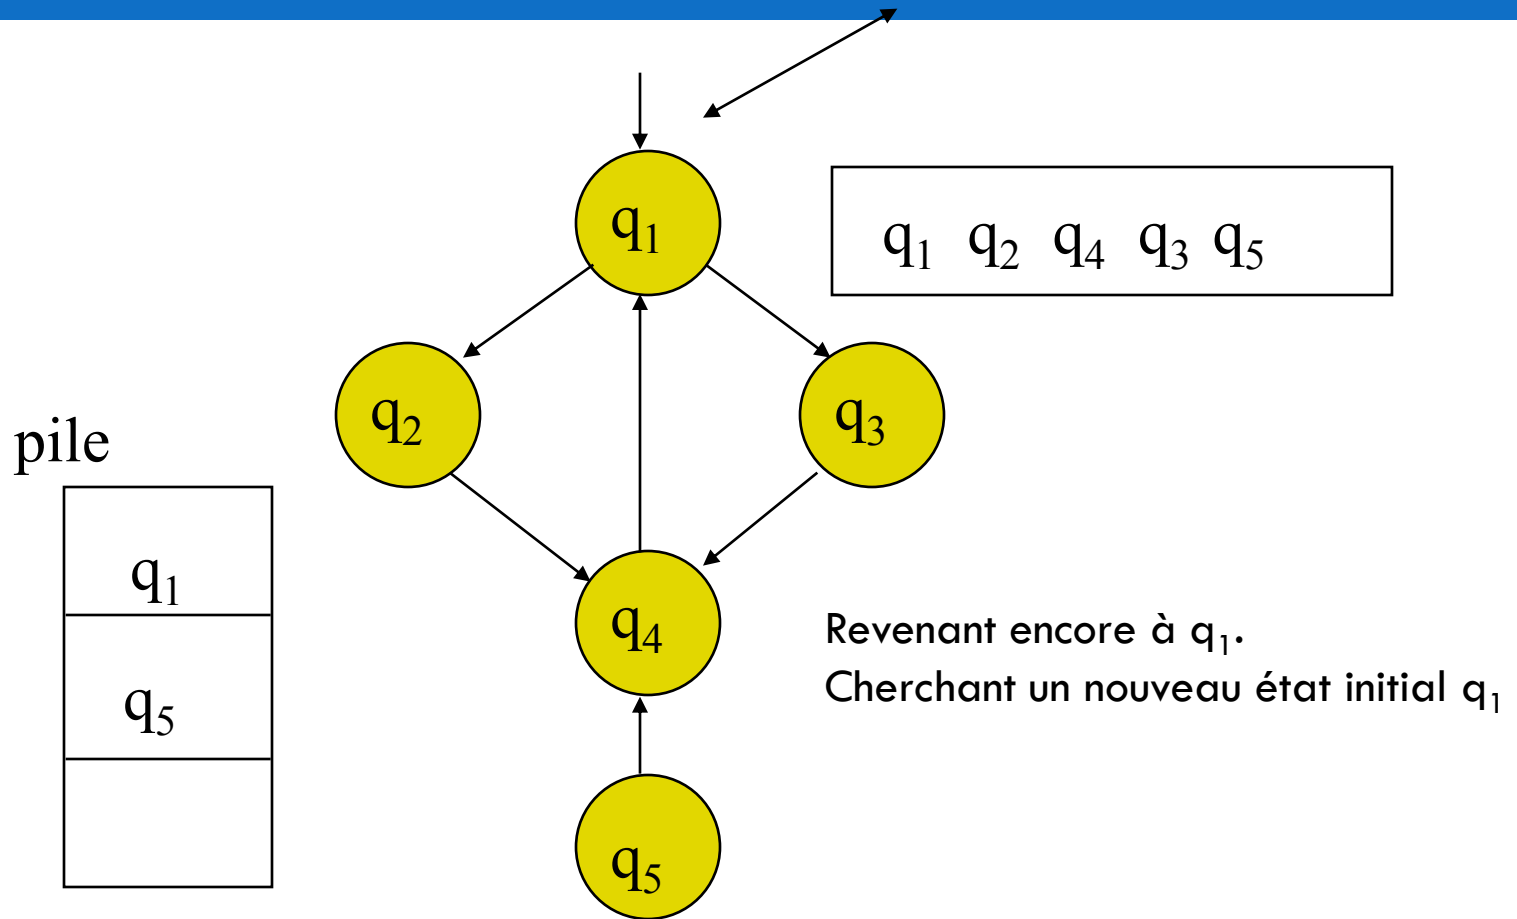 q₁
q₁ q₂ q₄ q₃ q₅
q₂
q₃
pile
q₁
q₄
Revenant encore à q₁.
Cherchant un nouveau état initial q₁
q₅
q₅